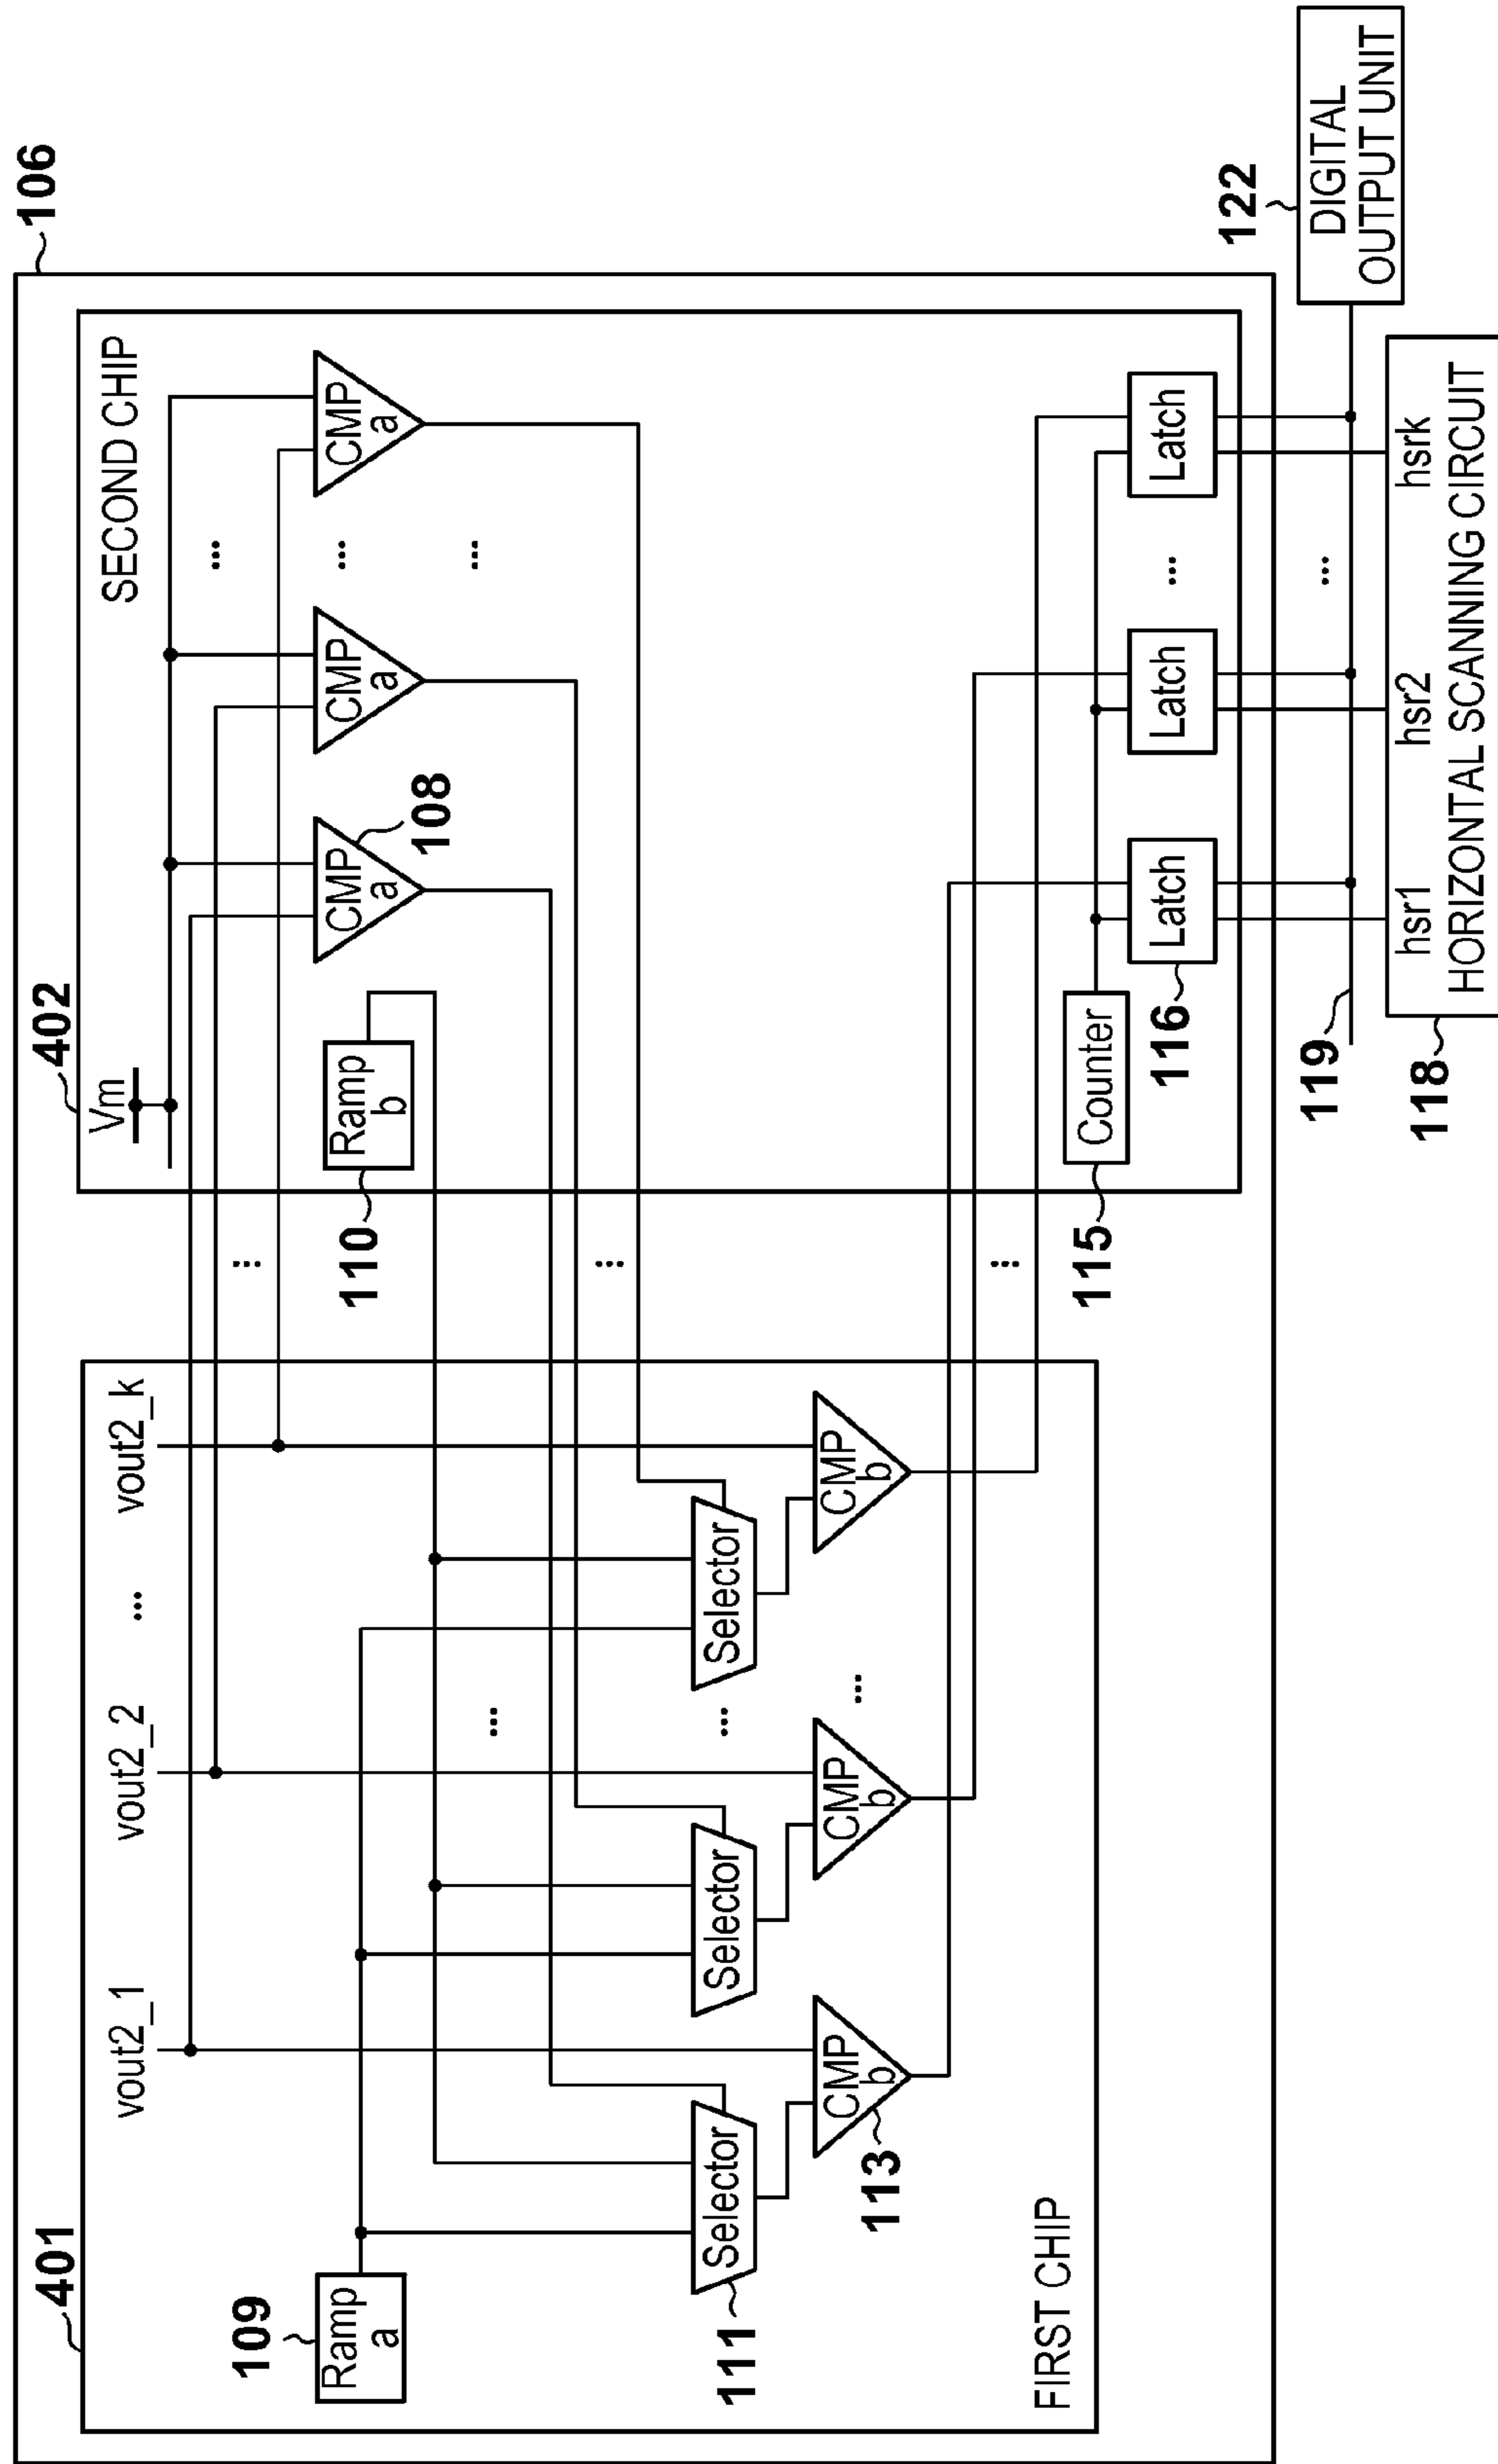 106
401
402
FIRST CHIP
SECOND CHIP
vout2_1
vout2_2
...
vout2_k
Vm
109
Ramp
a
110
Ramp
b
CMP
a
108
CMP
a
...
CMP
a
...
...
...
...
...
111
Selector
Selector
...
Selector
...
113
CMP
b
CMP
b
...
CMP
b
...
115
Counter
116
Latch
Latch
...
Latch
119
...
122
DIGITAL
OUTPUT UNIT
118
hsr1
hsr2
hsrk
HORIZONTAL SCANNING CIRCUIT